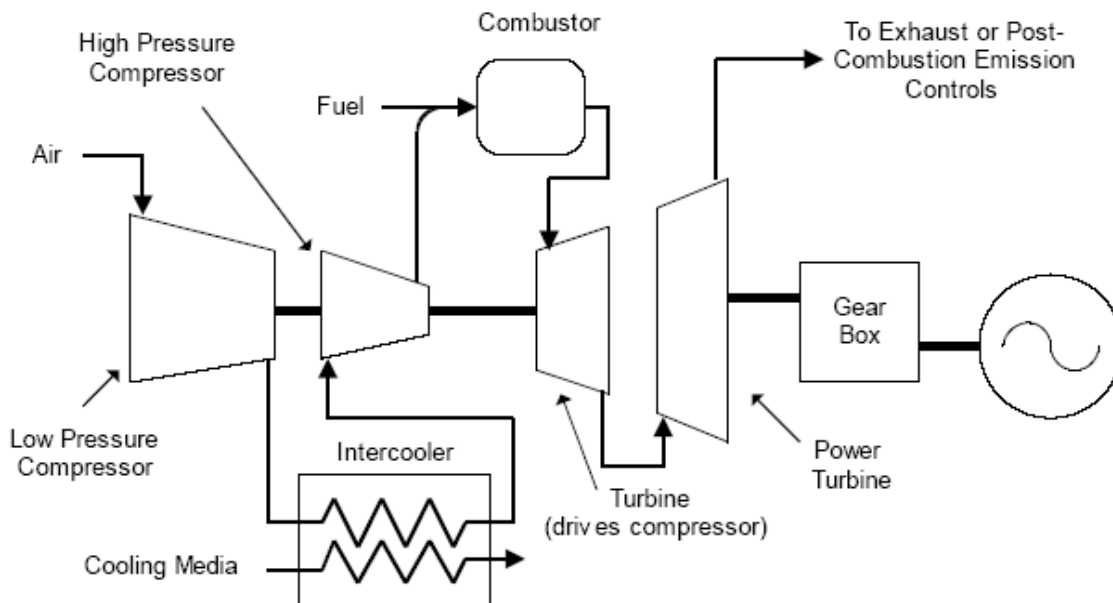 Combustor
High Pressure
Compressor
To Exhaust or Post-
Combustion Emission
Controls
Fuel
Air
Gear
Box
Low Pressure
Compressor
Intercooler
Turbine
(drives compressor)
Power
Turbine
Cooling Media